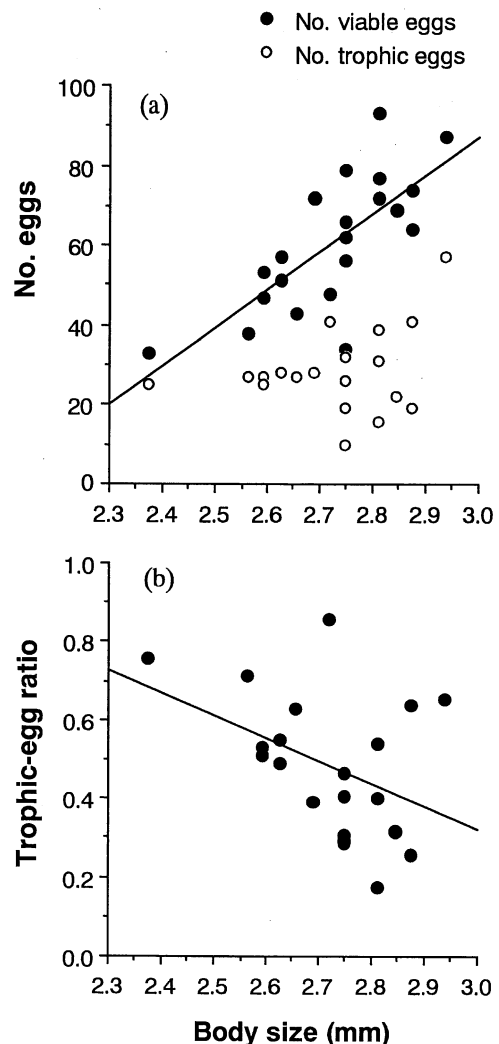 No. viable eggs
No. trophic eggs
(a)
No. eggs
100
80
60
40
20
0
2.3 2.4 2.5 2.6 2.7 2.8 2.9 3.0
(b)
Trophic-egg ratio
1.0
0.8
0.6
0.4
0.2
0.0
2.3 2.4 2.5 2.6 2.7 2.8 2.9 3.0
Body size (mm)